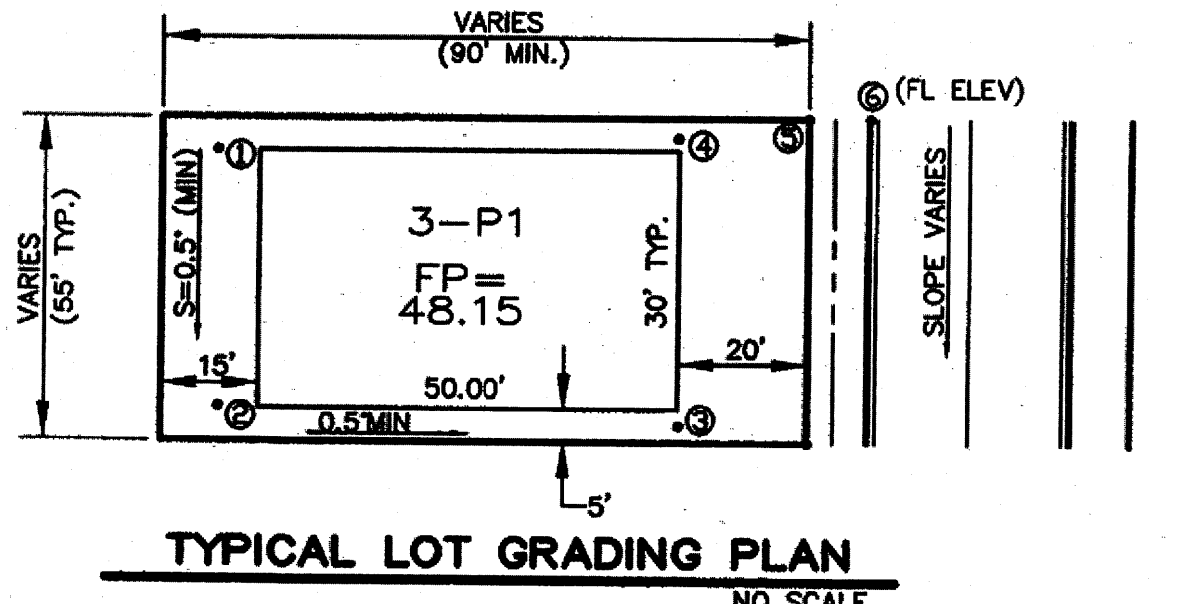 VARIES
(90' MIN.)
6 (FL ELEV)
5
1
4
VARIES
(55' TYP.)
S=0.5" (MIN)
3-P1
FP=
48.15
30' TYP.
SLOPE VARIES
15'
20'
50.00'
2
0.5"MIN
3
5'
TYPICAL LOT GRADING PLAN
NO SCALE